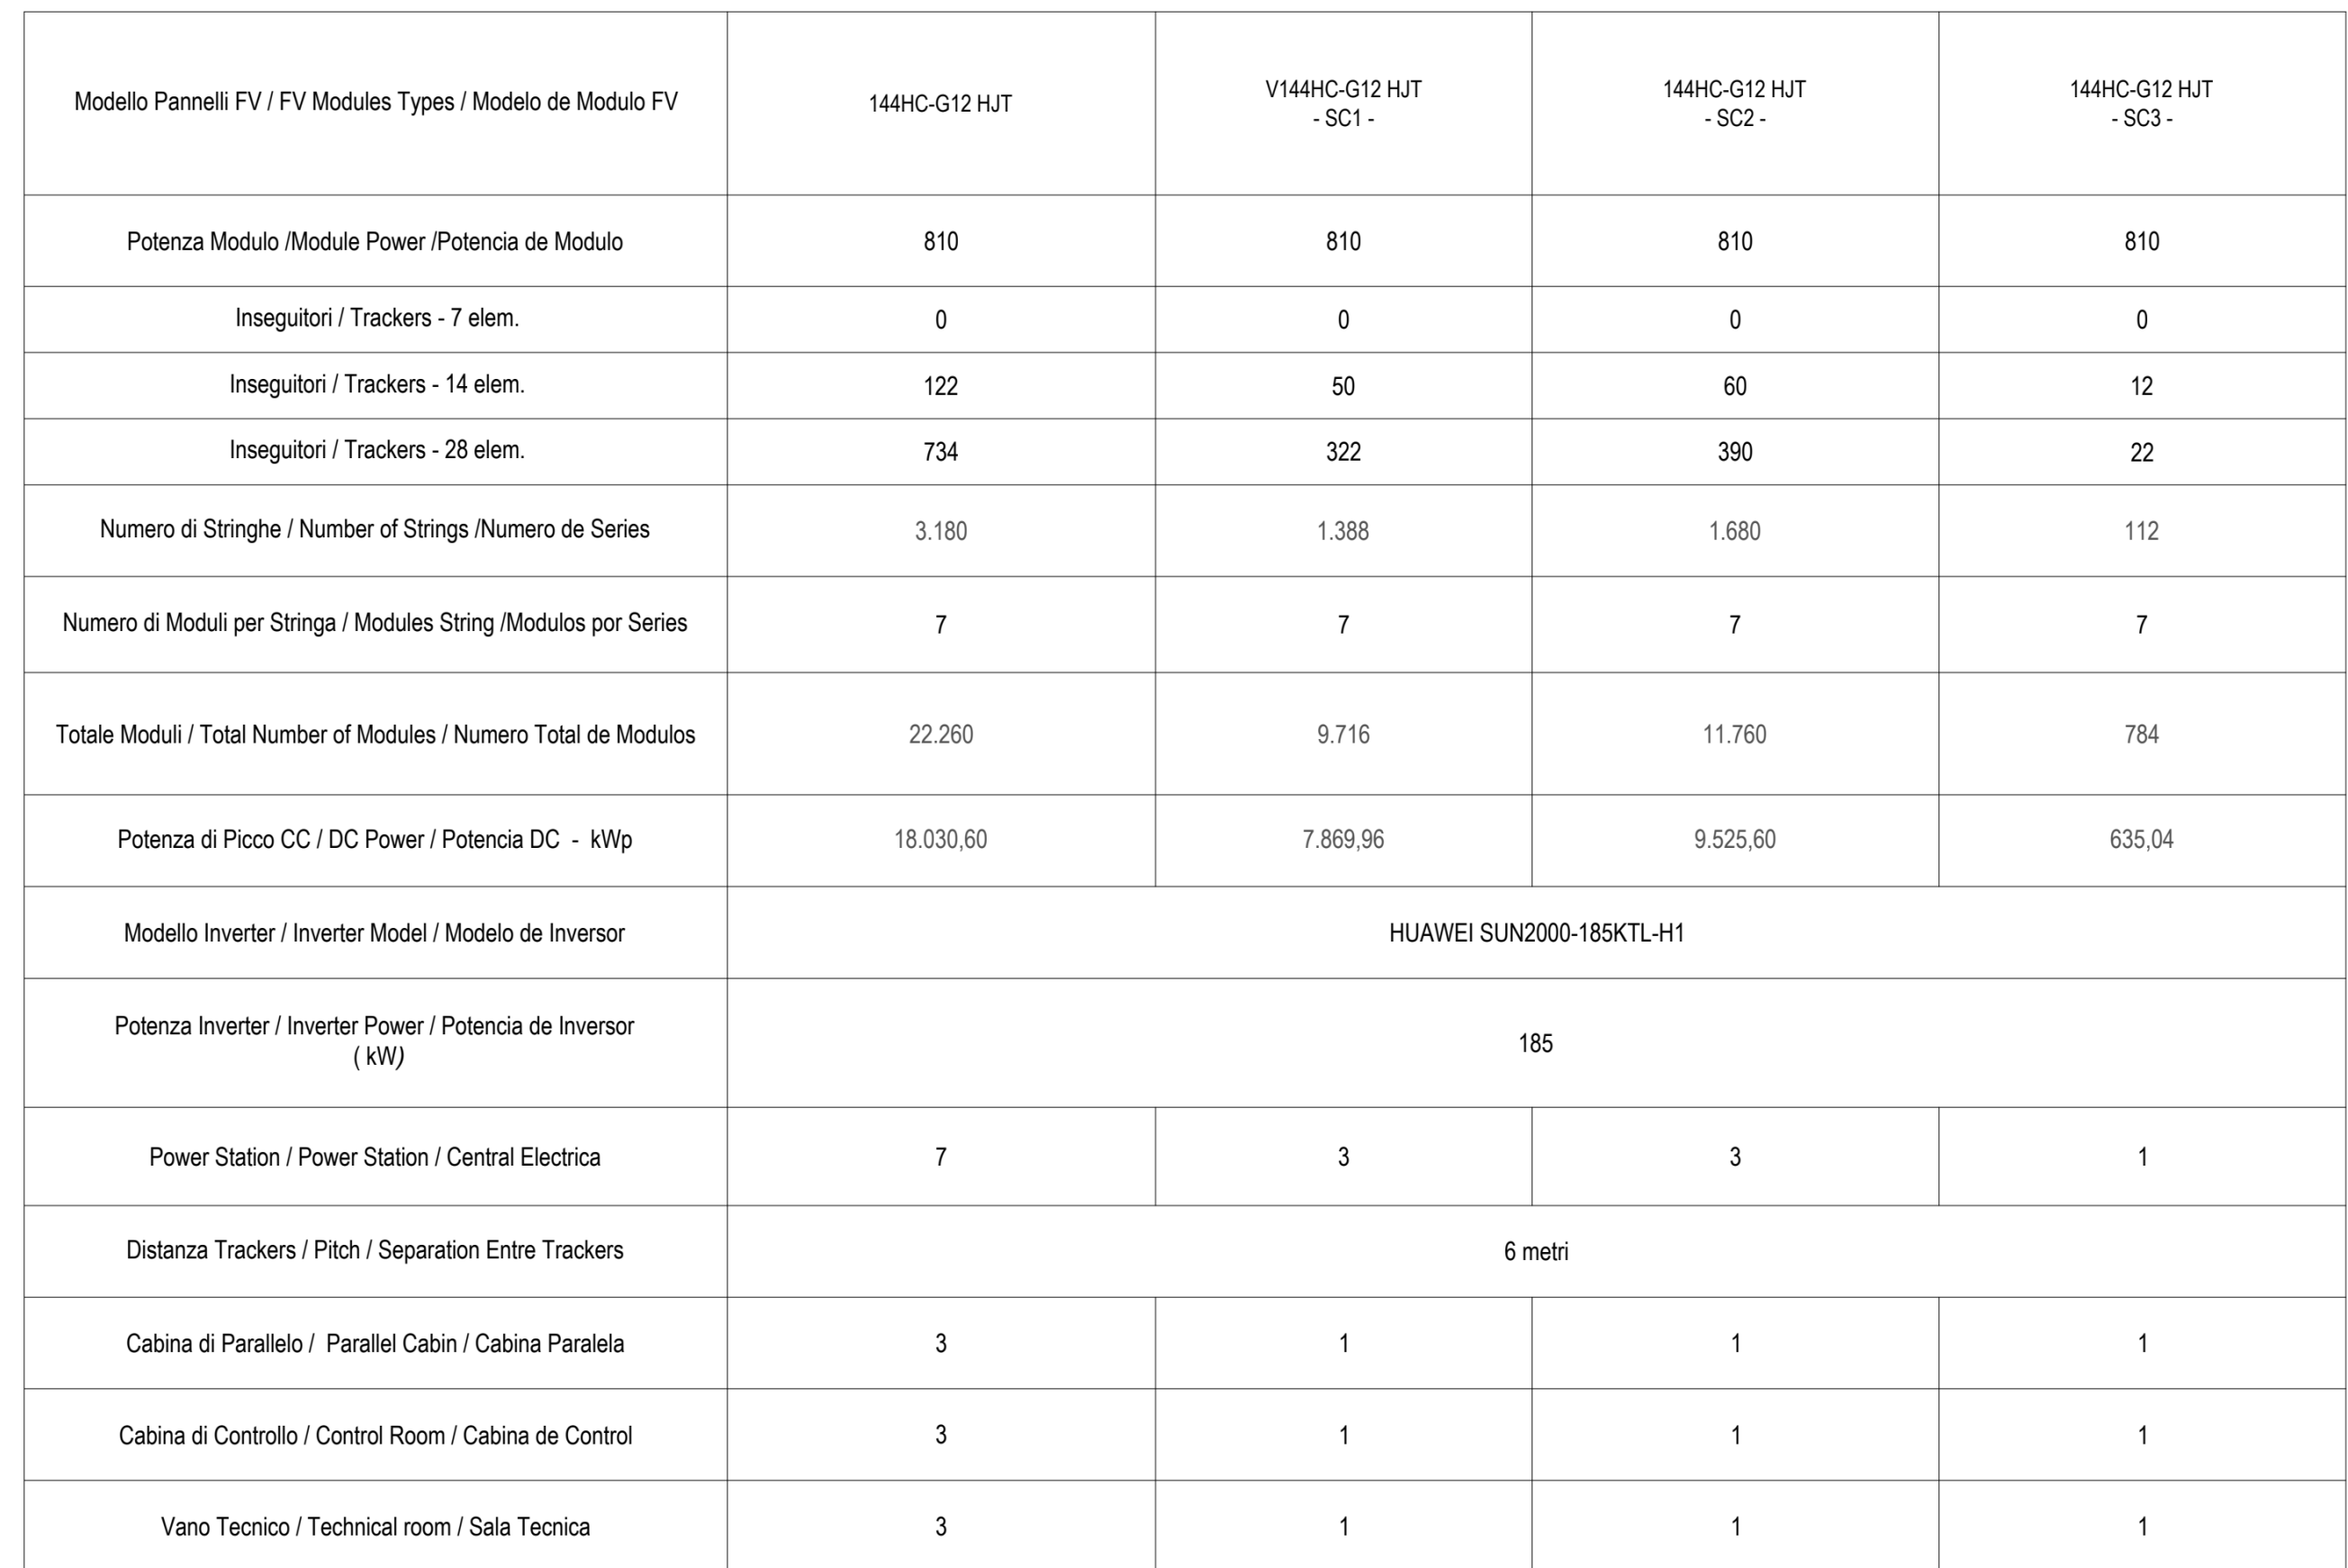 Modello Pannelli FV / FV Modules Types / Modelo de Modulo FV
144HC-G12 HJT
V144HC-G12 HJT
- SC1 -
144HC-G12 HJT
- SC2 -
144HC-G12 HJT
- SC3 -
Potenza Modulo /Module Power /Potencia de Modulo
810
810
810
810
Inseguitori / Trackers - 7 elem.
0
0
0
0
Inseguitori / Trackers - 14 elem.
122
50
60
12
Inseguitori / Trackers - 28 elem.
734
322
390
22
Numero di Stringhe / Number of Strings /Numero de Series
3.180
1.388
1.680
112
Numero di Moduli per Stringa / Modules String /Modulos por Series
7
7
7
7
Totale Moduli / Total Number of Modules / Numero Total de Modulos
22.260
9.716
11.760
784
Potenza di Picco CC / DC Power / Potencia DC - kWp
18.030,60
7.869,96
9.525,60
635,04
Modello Inverter / Inverter Model / Modelo de Inversor
HUAWEI SUN2000-185KTL-H1
Potenza Inverter / Inverter Power / Potencia de Inversor
( kW)
185
Power Station / Power Station / Central Electrica
7
3
3
1
Distanza Trackers / Pitch / Separation Entre Trackers
6 metri
Cabina di Parallelo / Parallel Cabin / Cabina Paralela
3
1
1
1
Cabina di Controllo / Control Room / Cabina de Control
3
1
1
1
Vano Tecnico / Technical room / Sala Tecnica
3
1
1
1